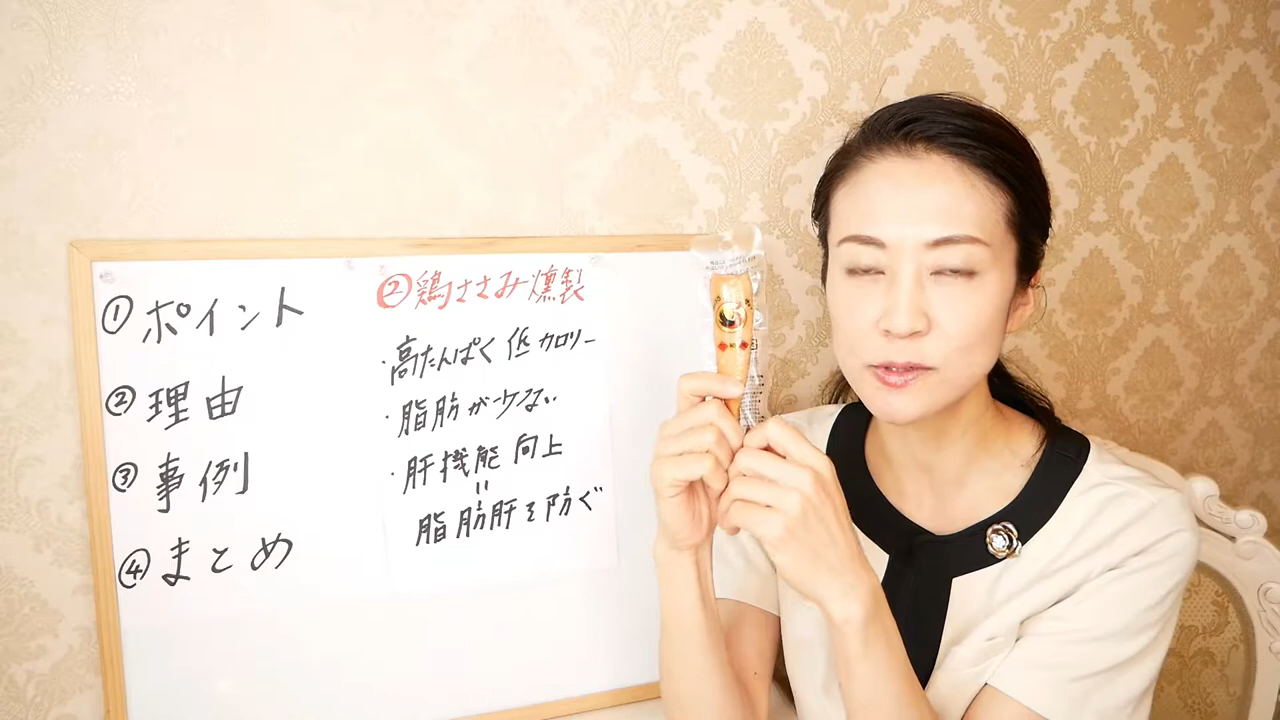 ①ポイント
②理由
③事例
④まとめ
②鶏ささみ燻製
・高たんぱく低カロリー
・脂肪が少ない
・肝機能向上
〃
脂肪肝を防ぐ